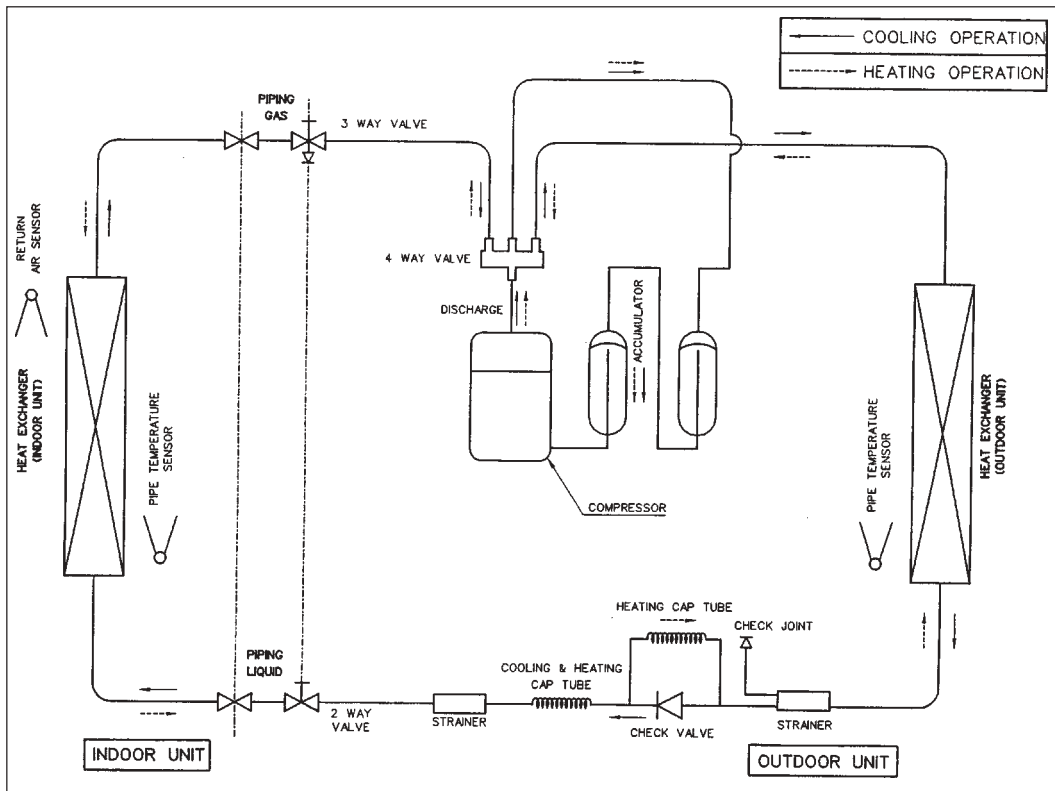 COOLING OPERATION
HEATING OPERATION
PIPING
GAS
3 WAY VALVE
RETURN
AIR SENSOR
4 WAY VALVE
DISCHARGE
ACCUMULATOR
HEAT EXCHANGER
(INDOOR UNIT)
PIPE TEMPERATURE
SENSOR
COMPRESSOR
PIPE TEMPERATURE
SENSOR
HEAT EXCHANGER
(OUTDOOR UNIT)
HEATING CAP TUBE
CHECK JOINT
COOLING & HEATING
CAP TUBE
PIPING
LIQUID
2 WAY
VALVE
STRAINER
CHECK VALVE
STRAINER
INDOOR UNIT
OUTDOOR UNIT